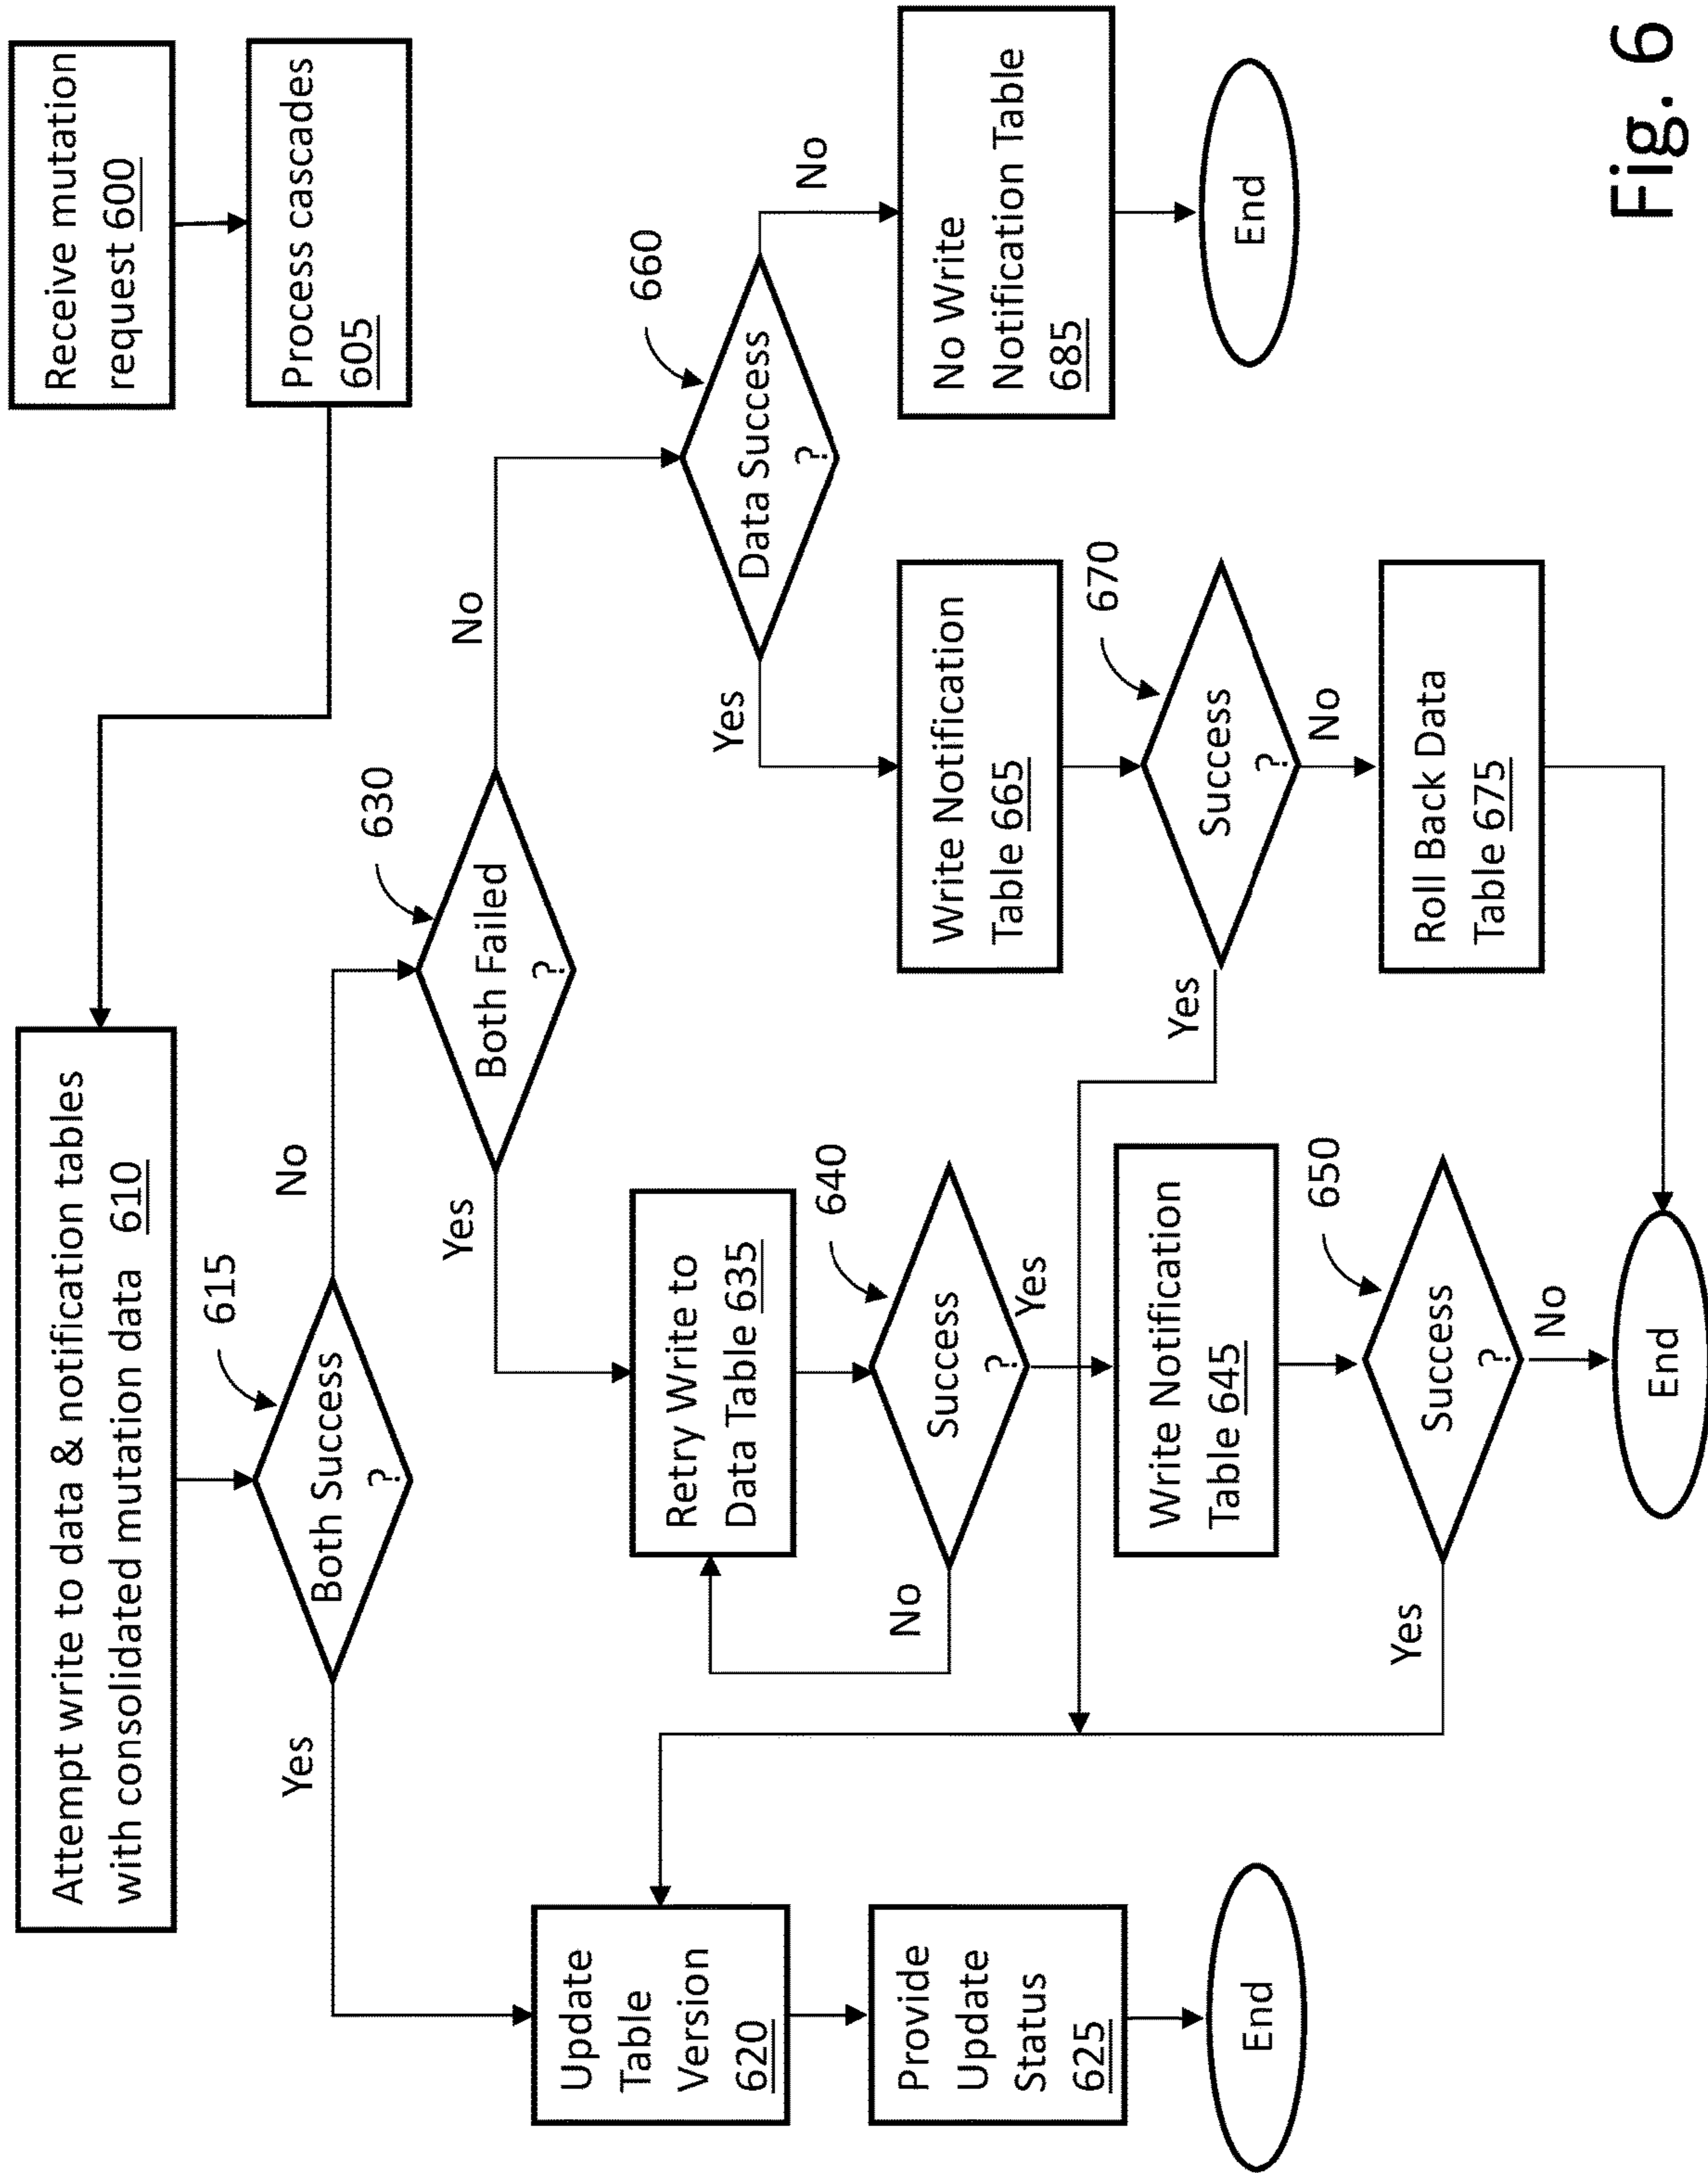 Receive mutation
request 600
Process cascades
605
Attempt write to data & notification tables
with consolidated mutation data 610
615
Both Success
?
Yes
No
630
Both Failed
?
Yes
No
660
Data Success
?
Yes
No
Update
Table
Version
620
Provide
Update
Status
625
End
Retry Write to
Data Table 635
640
Success
?
No
Yes
Write Notification
Table 645
650
Success
?
Yes
No
End
Write Notification
Table 665
670
Success
?
Yes
No
Roll Back Data
Table 675
No Write
Notification Table
685
End
Fig. 6